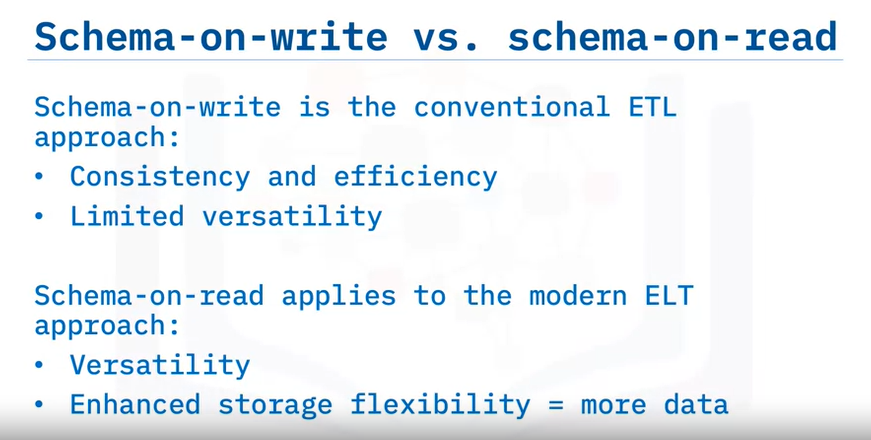 Schema-on-write vs. schema-on-read
Schema-on-write is the conventional ETL
approach:
• Consistency and efficiency
• Limited versatility
Schema-on-read applies to the modern ELT
approach:
• Versatility
• Enhanced storage flexibility = more data